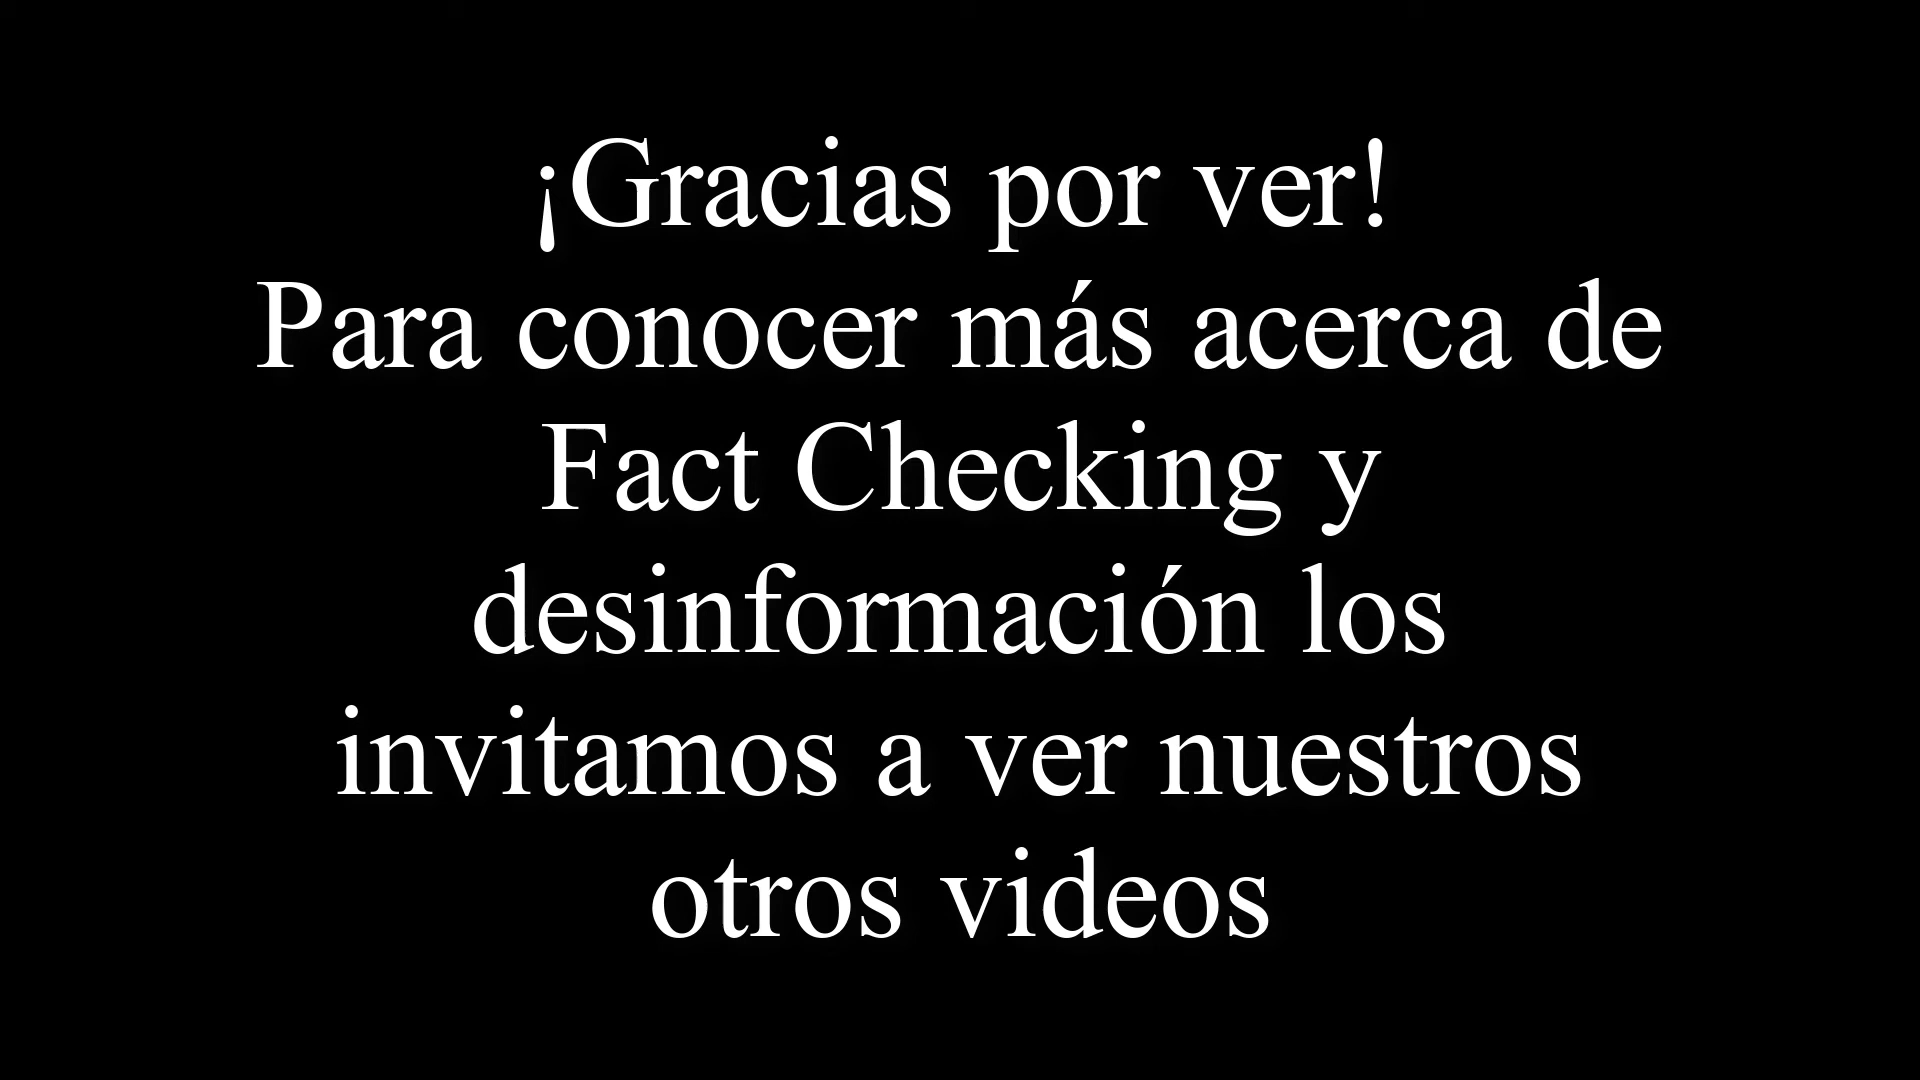 ¡Gracias por ver!
Para conocer más acerca de
Fact Checking y
desinformación los
invitamos a ver nuestros
otros videos